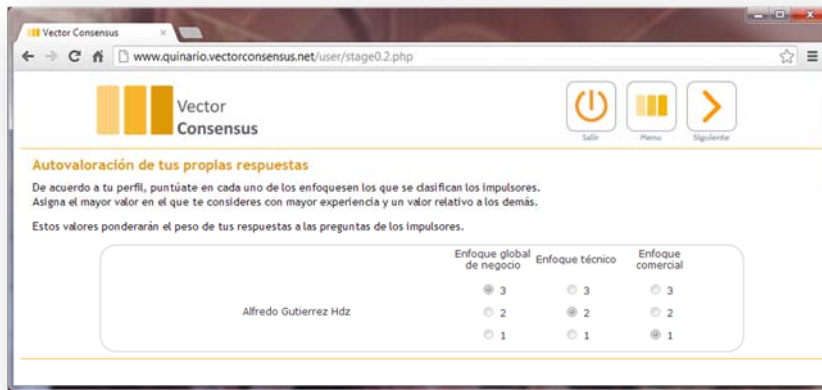 Vector Consensus
www.quinario.vectorconsensus.net/user/stage0.2.php
Vector
Consensus
Salir Menu Siguiente
Autovaloración de tus propias respuestas
De acuerdo a tu perfil, puntúate en cada uno de los enfoquesen los que se clasifican los impulsores.
Asigna el mayor valor en el que te consideres con mayor experiencia y un valor relativo a los demás.
Estos valores ponderarán el peso de tus respuestas a las preguntas de los impulsores.
Enfoque global de negocio Enfoque técnico Enfoque comercial
3 3 3
Alfredo Gutierrez Hdz 2 2 2
1 1 1